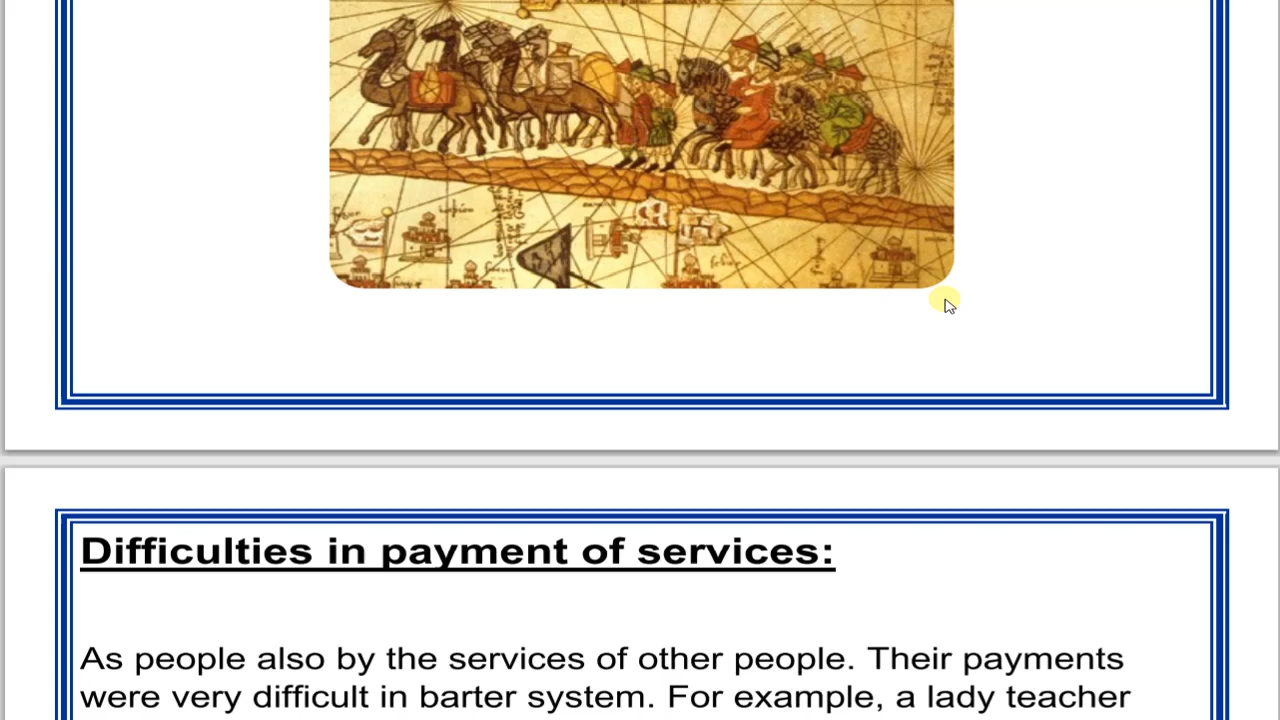 Difficulties in payment of services:
As people also by the services of other people. Their payments
were very difficult in barter system. For example, a lady teacher